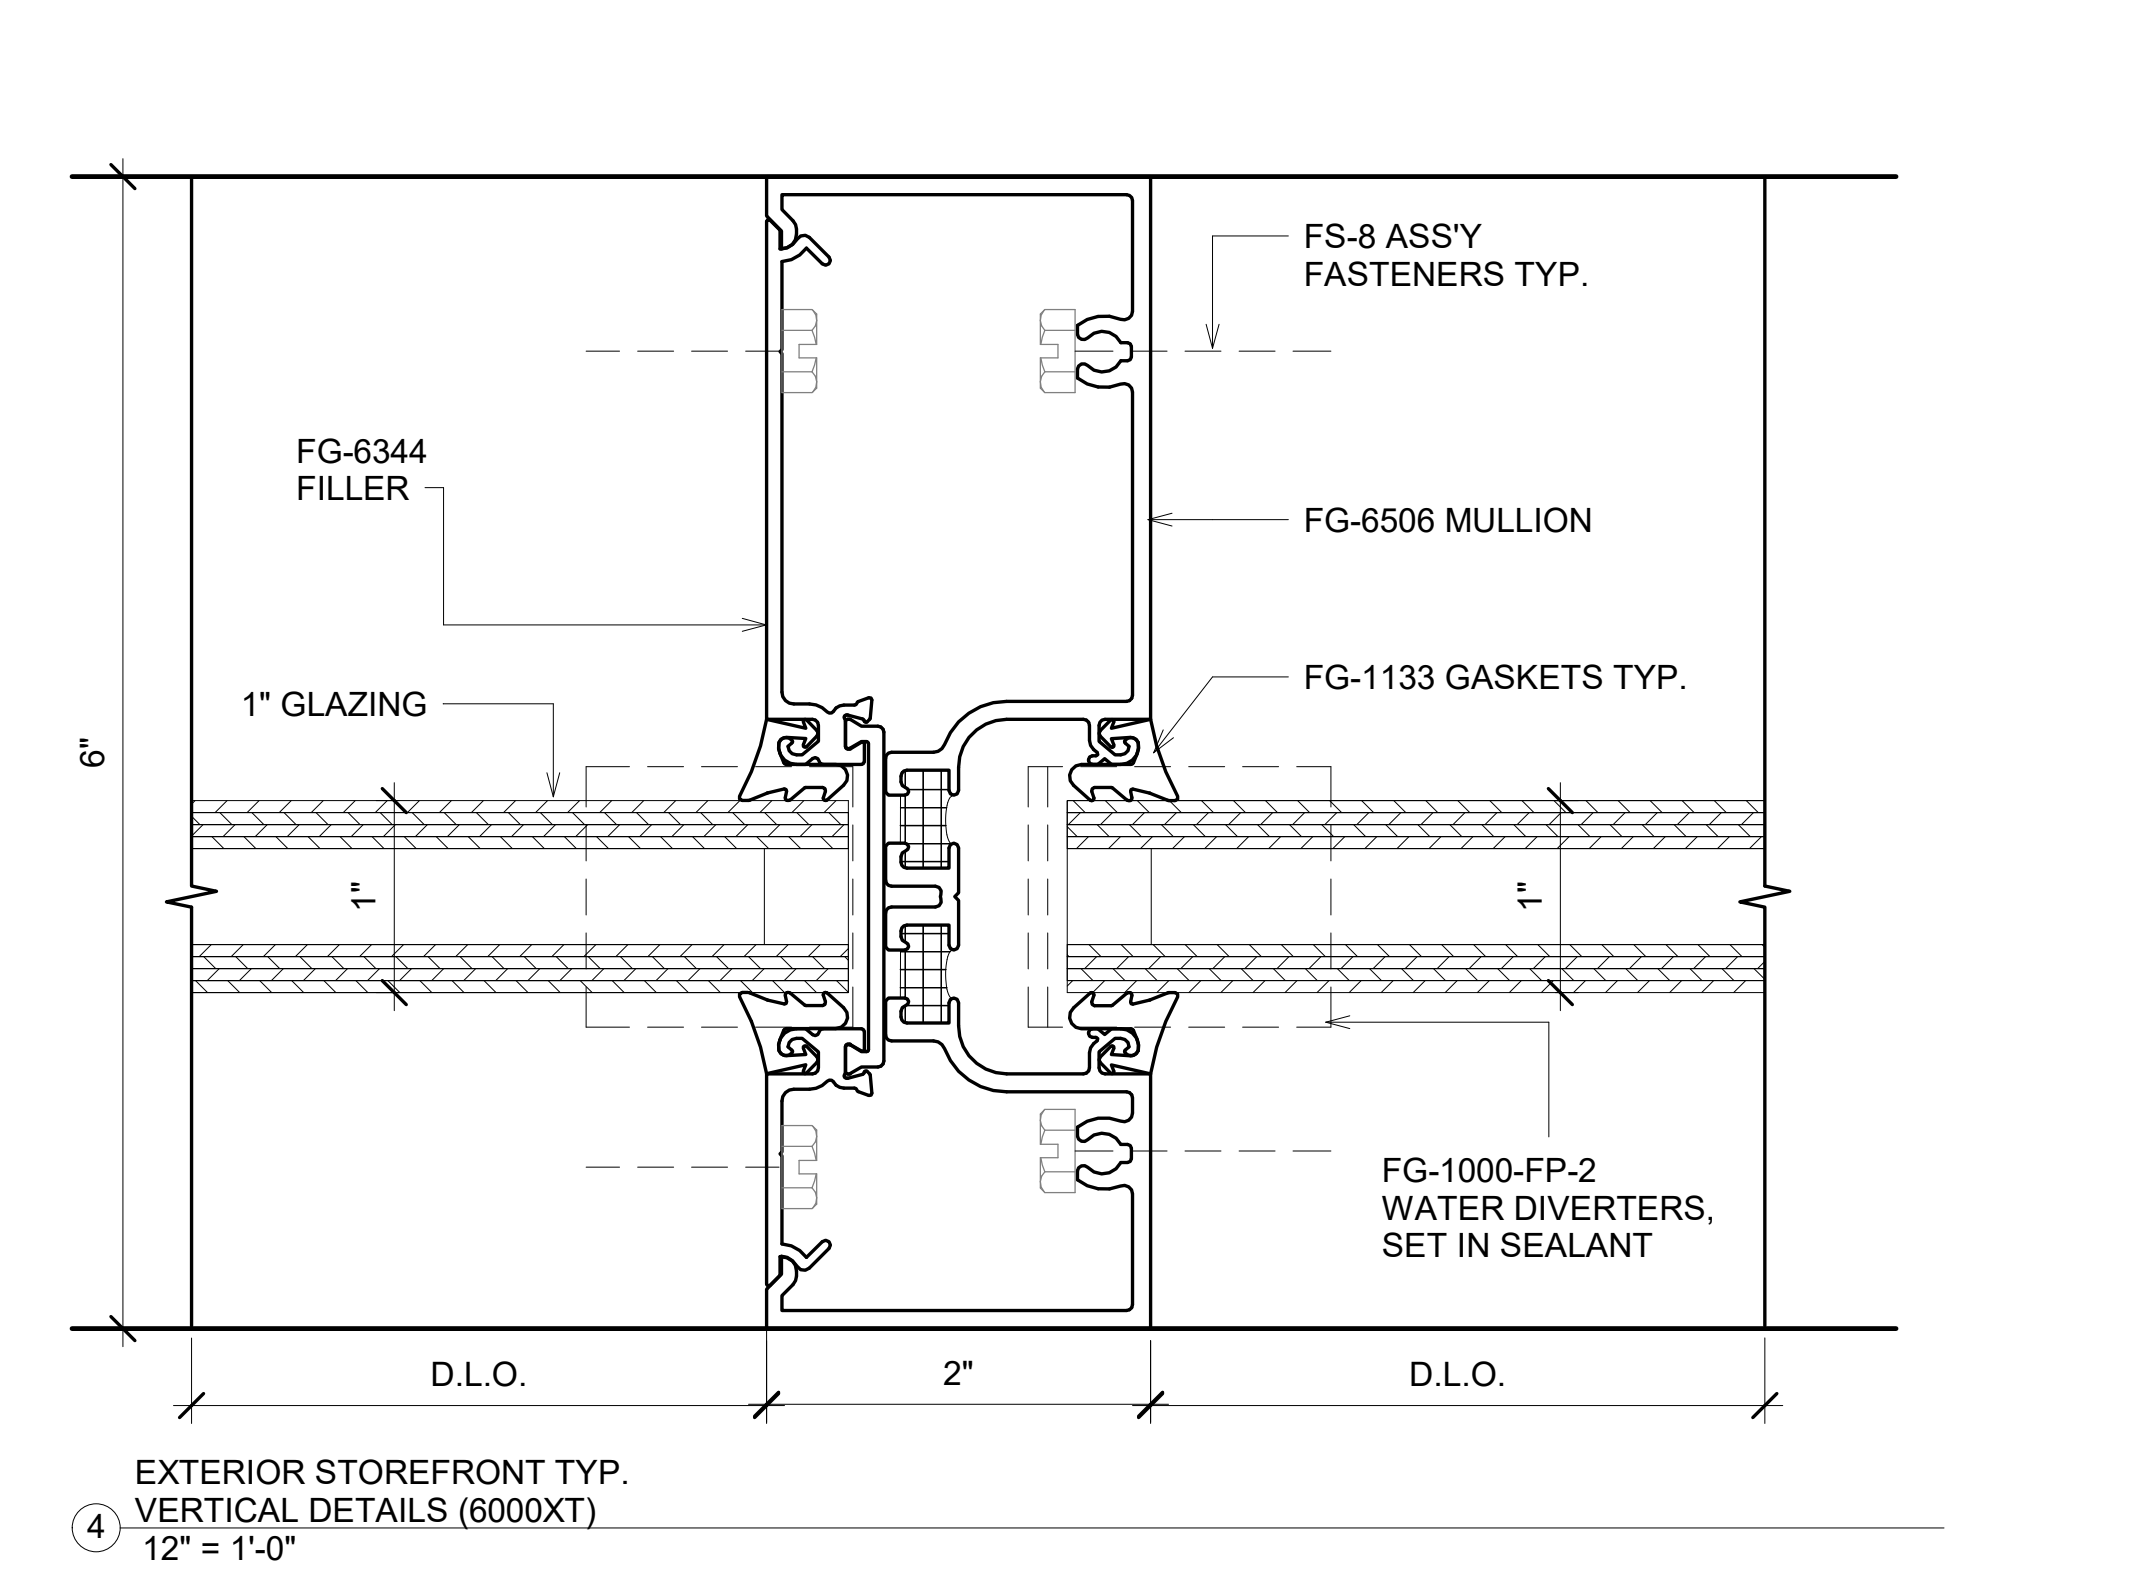 FS-8 ASS'Y
FASTENERS TYP.
FG-6344
FILLER
FG-6506 MULLION
1" GLAZING
FG-1133 GASKETS TYP.
6"
1"
1"
FG-1000-FP-2
WATER DIVERTERS,
SET IN SEALANT
D.L.O.
2"
D.L.O.
EXTERIOR STOREFRONT TYP.
VERTICAL DETAILS (6000XT)
4
12" = 1'-0"